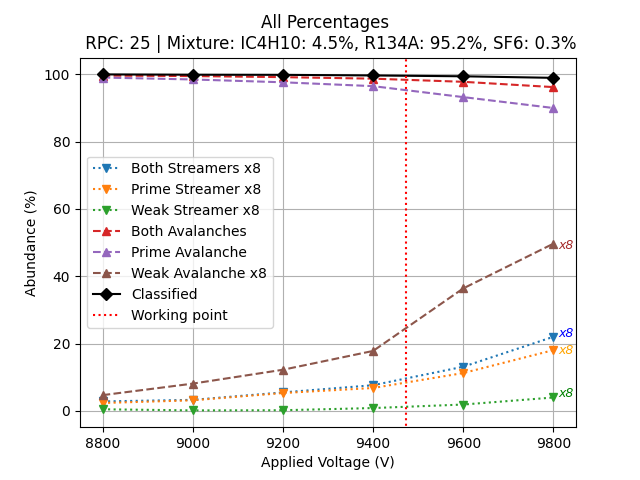 All Percentages
RPC: 25 | Mixture: IC4H10: 4.5%, R134A: 95.2%, SF6: 0.3%
100
80
60
40
20
0
Abundance (%)
Both Streamers x8
Prime Streamer x8
Weak Streamer x8
Both Avalanches
Prime Avalanche
Weak Avalanche x8
Classified
Working point
x8
x8
x8
x8
8800 9000 9200 9400 9600 9800
Applied Voltage (V)